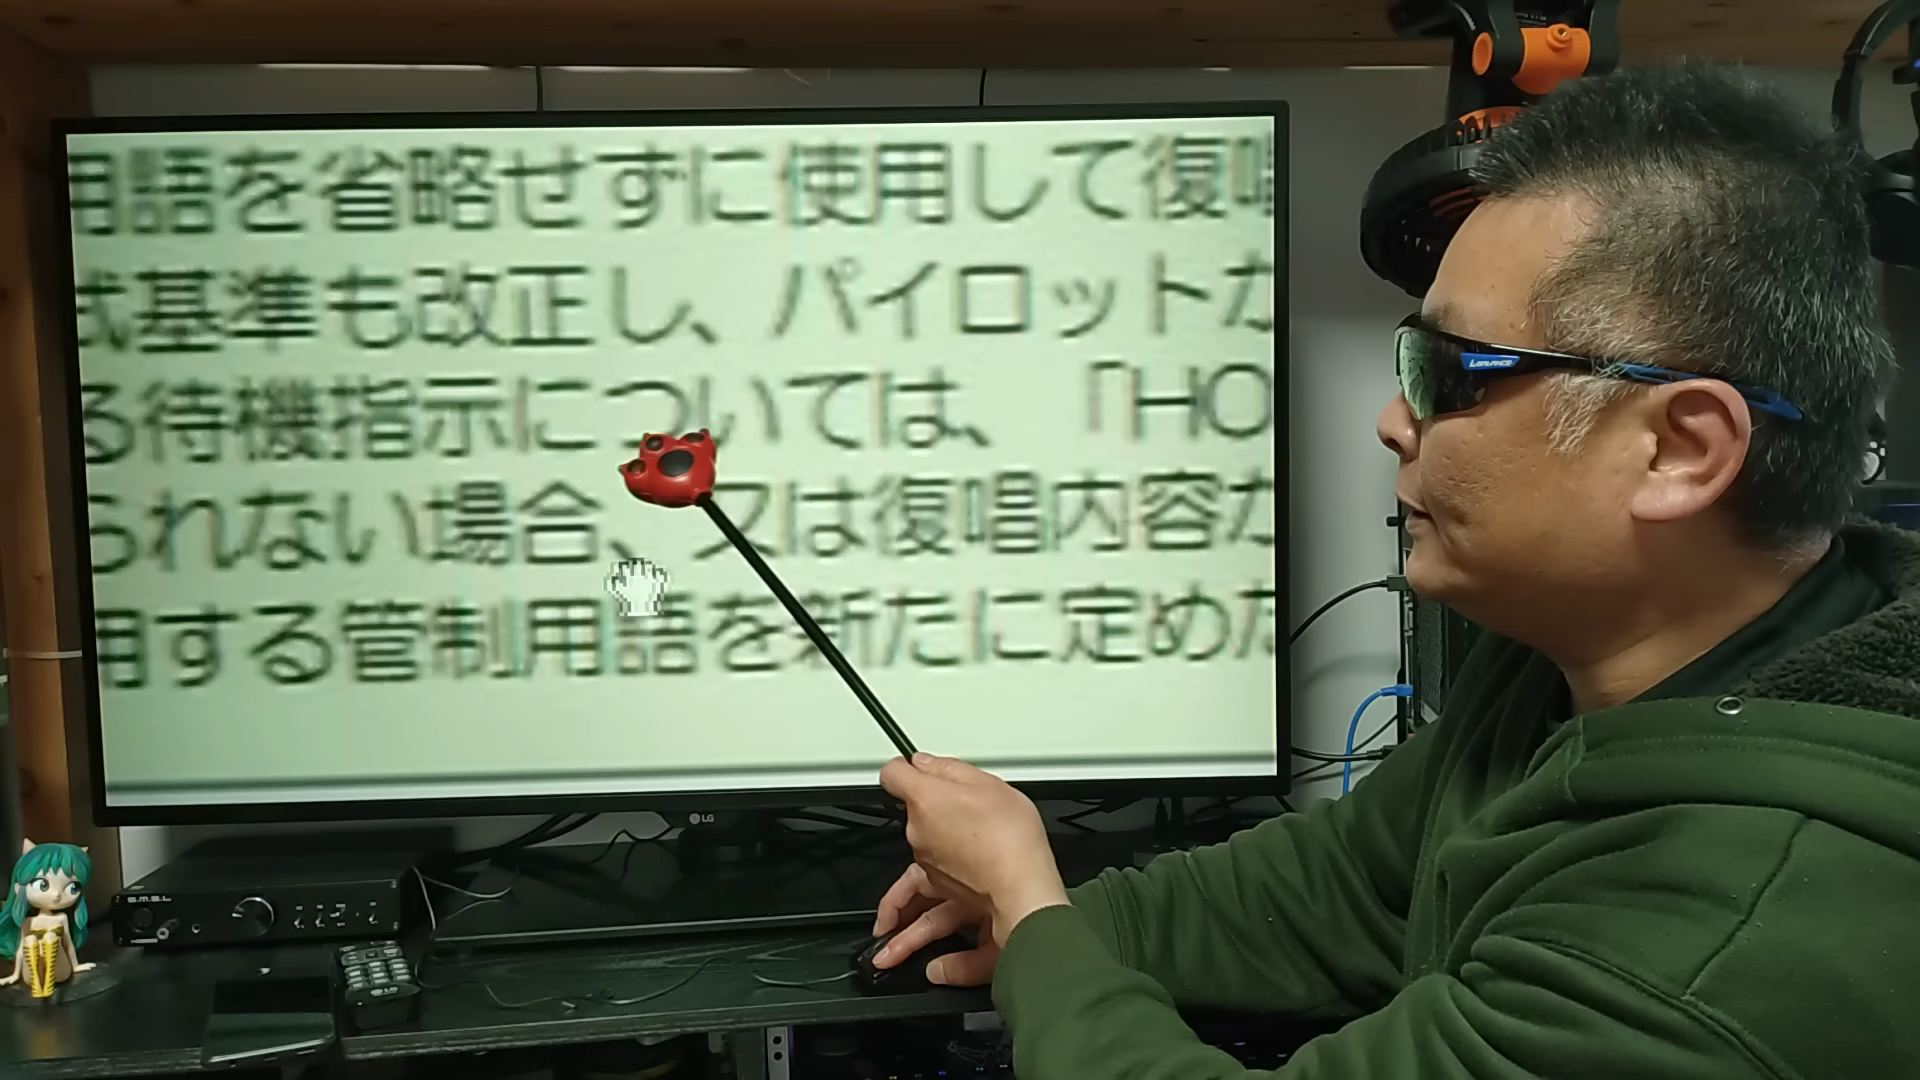 用語を省略せずに使用して復唱
式基準も改正し、パイロットが
る待機指示については、「HO
られない場合、又は復唱内容が
用する管制用語を新たに定めた
LG
S.M.S.L
LG